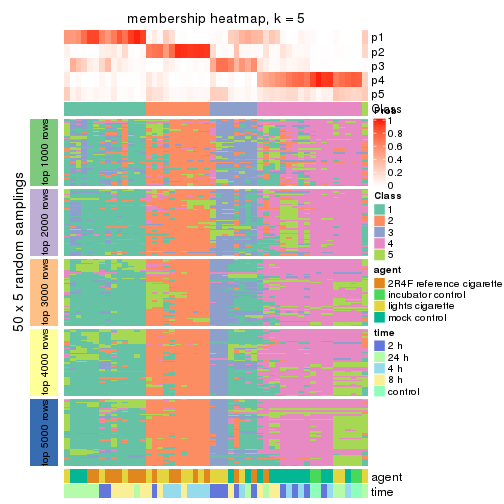 membership heatmap, k = 5
p1
p2
p3
p4
p5
Class
Prob
1
0.8
0.6
0.4
0.2
0
Class
1
2
3
4
5
agent
2R4F reference cigarette
incubator control
lights cigarette
mock control
time
2 h
24 h
4 h
8 h
control
50 x 5 random samplings
top 1000 rows
top 2000 rows
top 3000 rows
top 4000 rows
top 5000 rows
agent
time